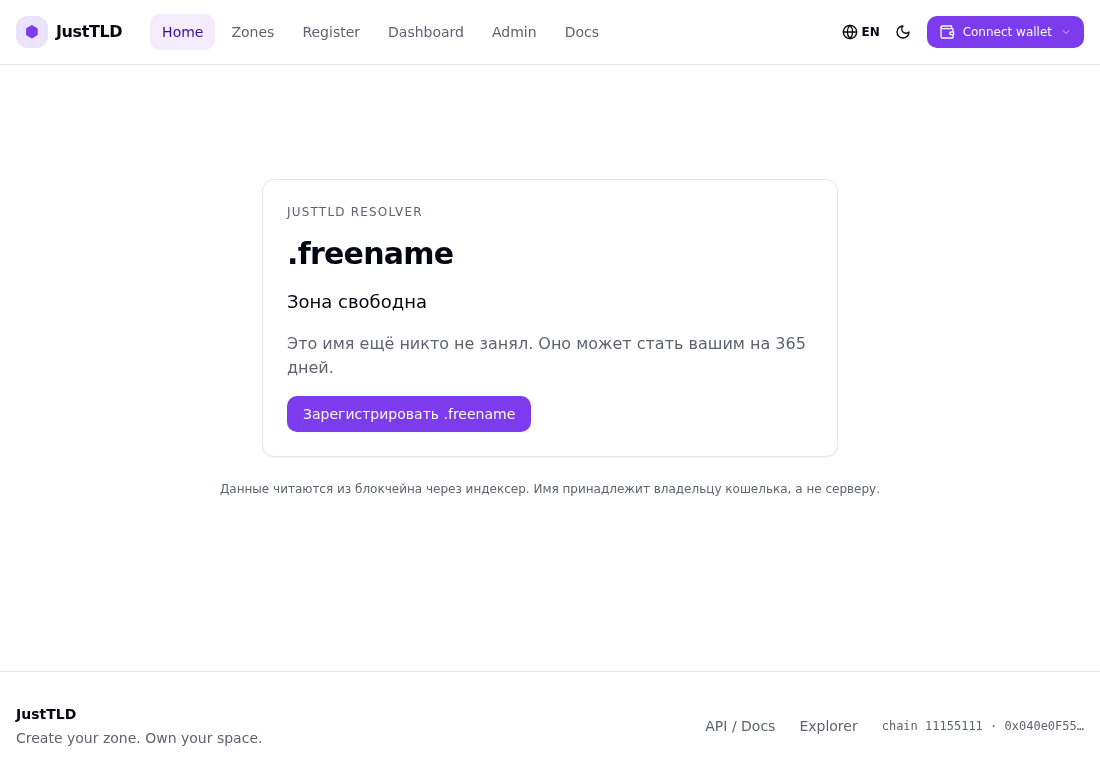 JustTLD
Home
Zones
Register
Dashboard
Admin
Docs
EN
Connect wallet
JUSTTLD RESOLVER
.freename
Зона свободна
Это имя ещё никто не занял. Оно может стать вашим на 365
дней.
Зарегистрировать .freename
Данные читаются из блокчейна через индексер. Имя принадлежит владельцу кошелька, а не серверу.
JustTLD
Create your zone. Own your space.
API / Docs
Explorer
chain 11155111 · 0x040e0F55…